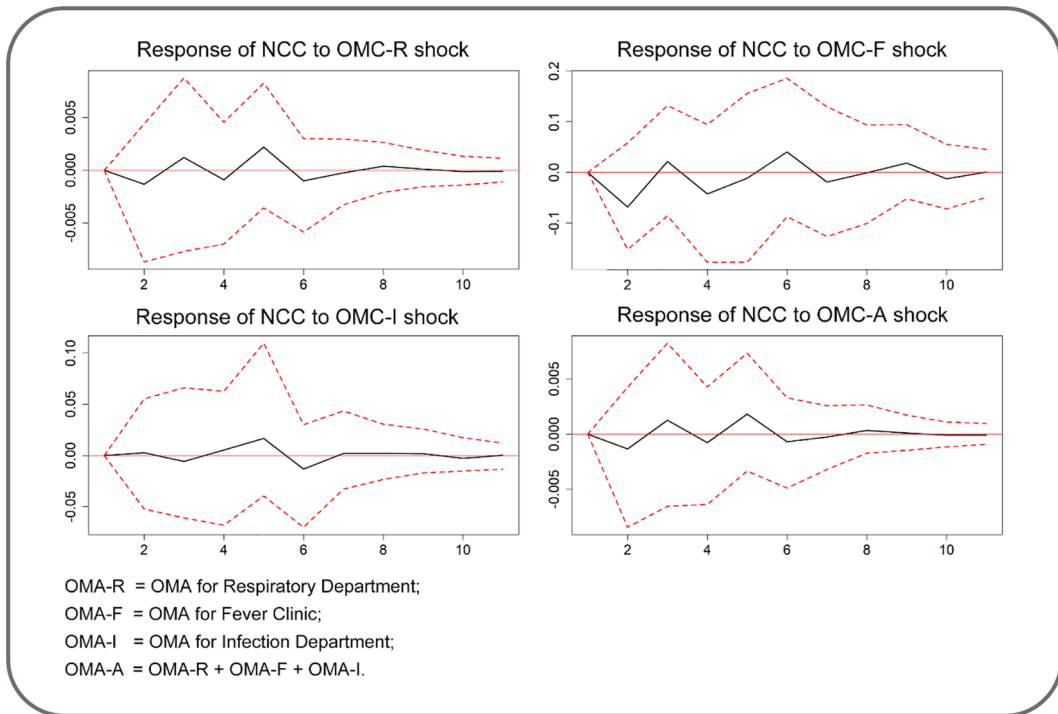 Response of NCC to OMC-R shock
0.005
0.000
-0.005
2 4 6 8 10
Response of NCC to OMC-F shock
0.2
0.1
0.0
-0.1
2 4 6 8 10
Response of NCC to OMC-I shock
0.10
0.05
0.00
-0.05
2 4 6 8 10
Response of NCC to OMC-A shock
0.005
0.000
-0.005
2 4 6 8 10
OMA-R = OMA for Respiratory Department;
OMA-F = OMA for Fever Clinic;
OMA-I = OMA for Infection Department;
OMA-A = OMA-R + OMA-F + OMA-I.